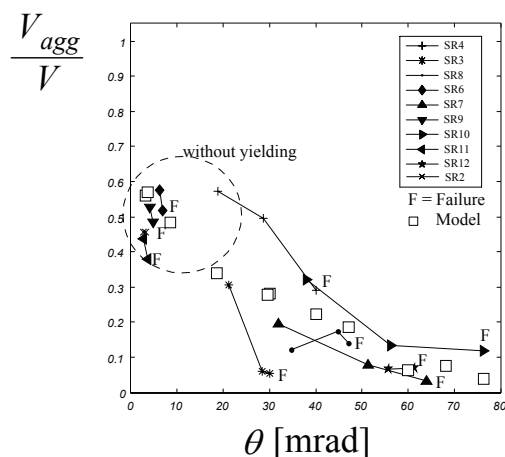 V_agg
V
1
0.9
0.8
0.7
0.6
0.5
0.4
0.3
0.2
0.1
0
0 10 20 30 40 50 60 70 80
θ [mrad]
without yielding
SR4
SR3
SR8
SR6
SR7
SR9
SR10
SR11
SR12
SR2
F = Failure
Model
F
F
F
F
F
F
F
F
F
F